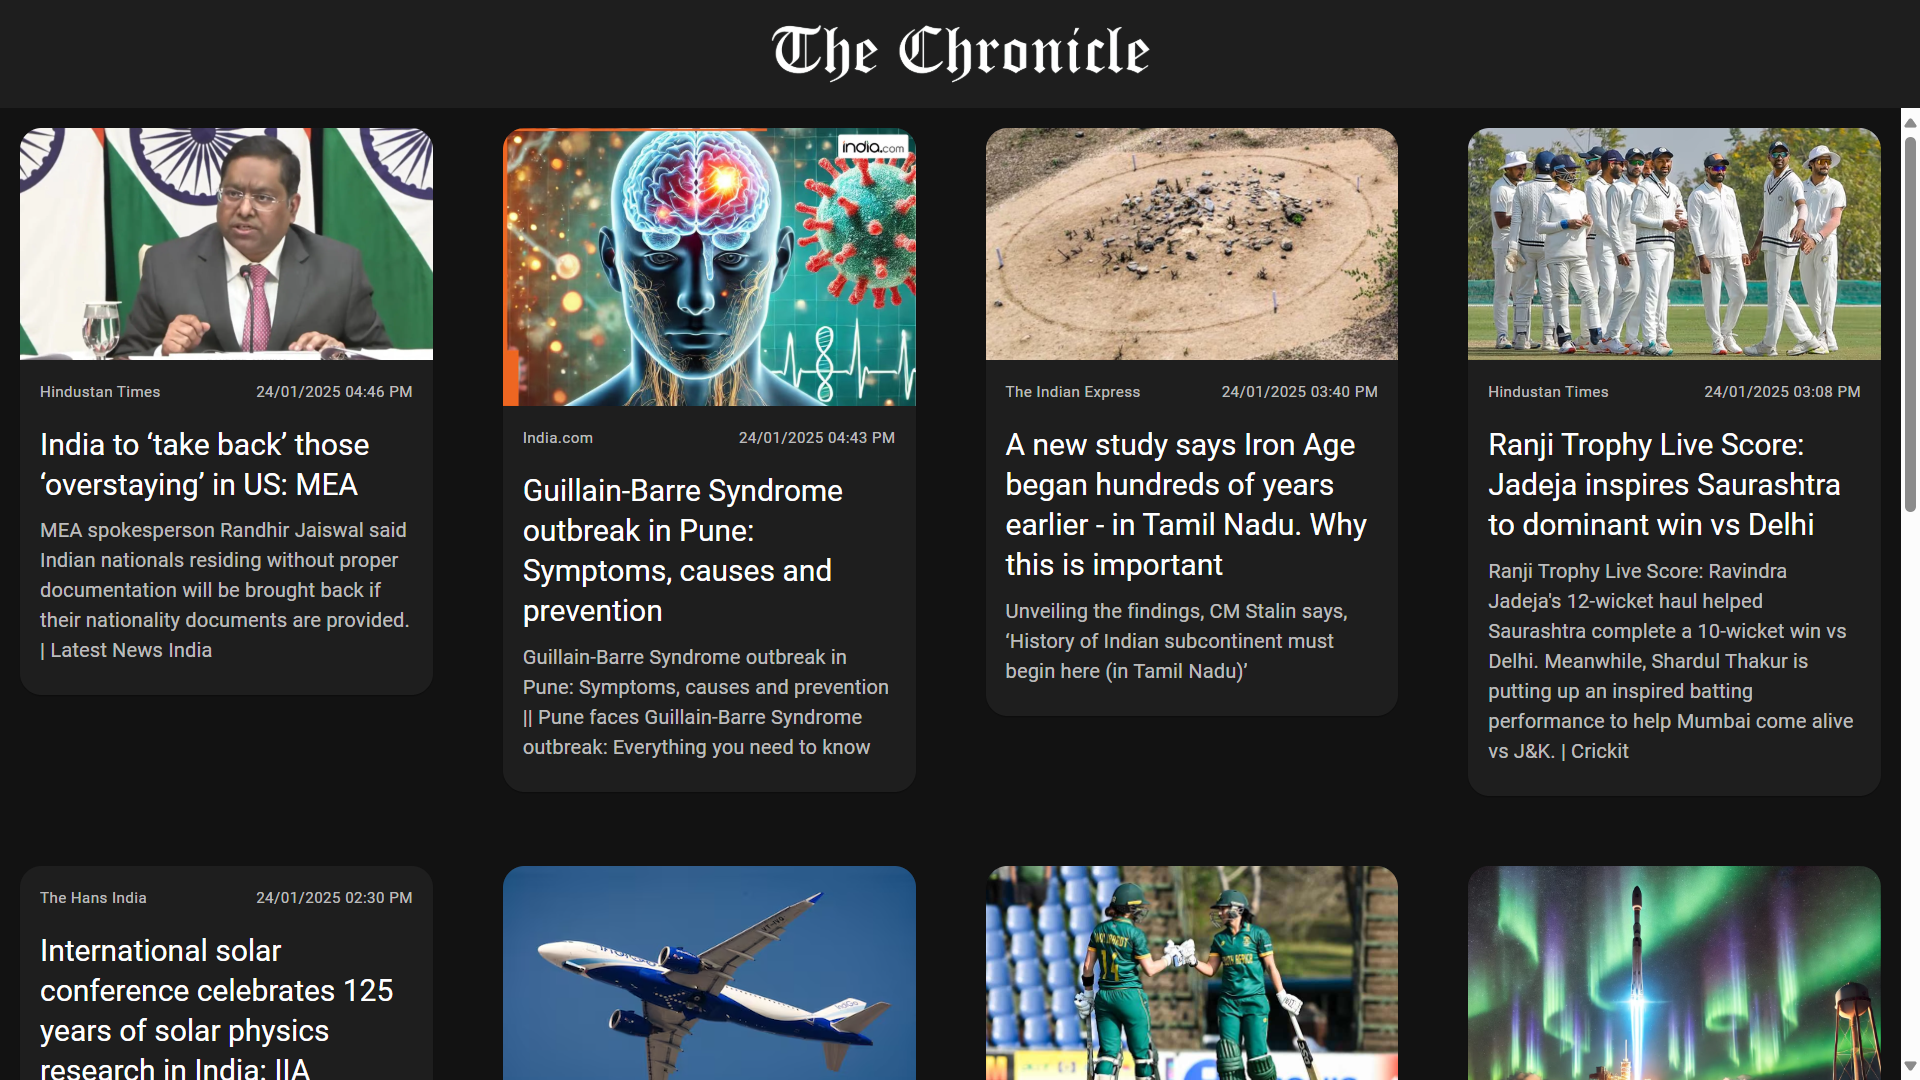 The Chronicle
Hindustan Times
24/01/2025 04:46 PM
India to ‘take back’ those
‘overstaying’ in US: MEA
MEA spokesperson Randhir Jaiswal said
Indian nationals residing without proper
documentation will be brought back if
their nationality documents are provided.
| Latest News India
india.com
India.com
24/01/2025 04:43 PM
Guillain-Barre Syndrome
outbreak in Pune:
Symptoms, causes and
prevention
Guillain-Barre Syndrome outbreak in
Pune: Symptoms, causes and prevention
|| Pune faces Guillain-Barre Syndrome
outbreak: Everything you need to know
The Indian Express
24/01/2025 03:40 PM
A new study says Iron Age
began hundreds of years
earlier - in Tamil Nadu. Why
this is important
Unveiling the findings, CM Stalin says,
‘History of Indian subcontinent must
begin here (in Tamil Nadu)’
Hindustan Times
24/01/2025 03:08 PM
Ranji Trophy Live Score:
Jadeja inspires Saurashtra
to dominant win vs Delhi
Ranji Trophy Live Score: Ravindra
Jadeja's 12-wicket haul helped
Saurashtra complete a 10-wicket win vs
Delhi. Meanwhile, Shardul Thakur is
putting up an inspired batting
performance to help Mumbai come alive
vs J&K. | Crickit
The Hans India
24/01/2025 02:30 PM
International solar
conference celebrates 125
years of solar physics
research in India: IIA
IndiGo
14